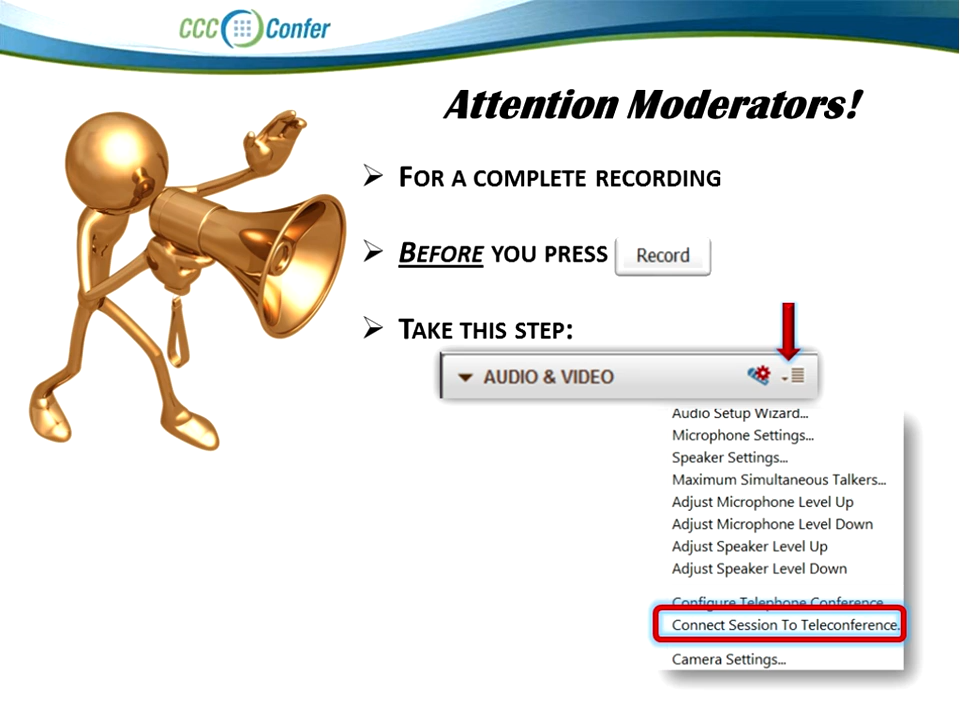 CCC Confer
Attention Moderators!
FOR A COMPLETE RECORDING
BEFORE YOU PRESS Record
TAKE THIS STEP:
AUDIO & VIDEO
Audio Setup Wizard...
Microphone Settings...
Speaker Settings...
Maximum Simultaneous Talkers...
Adjust Microphone Level Up
Adjust Microphone Level Down
Adjust Speaker Level Up
Adjust Speaker Level Down
Configure Telephone Conference
Connect Session To Teleconference.
Camera Settings...